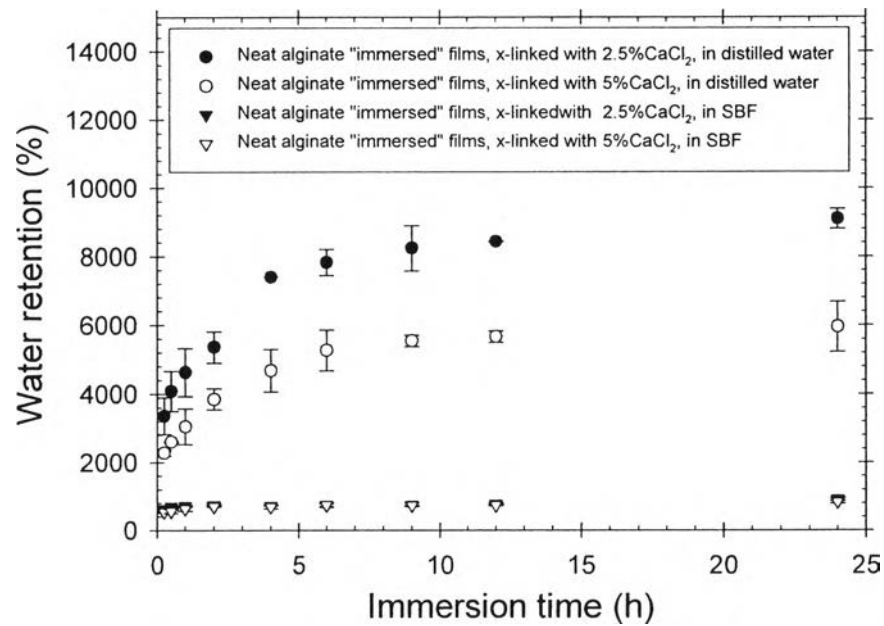 14000
12000
10000
8000
6000
4000
2000
0
Water retention (%)
Neat alginate "immersed" films, x-linked with 2.5%CaCl₂, in distilled water
Neat alginate "immersed" films, x-linked with 5%CaCl₂, in distilled water
Neat alginate "immersed" films, x-linkedwith 2.5%CaCl₂, in SBF
Neat alginate "immersed" films, x-linked with 5%CaCl₂, in SBF
0 5 10 15 20 25
Immersion time (h)